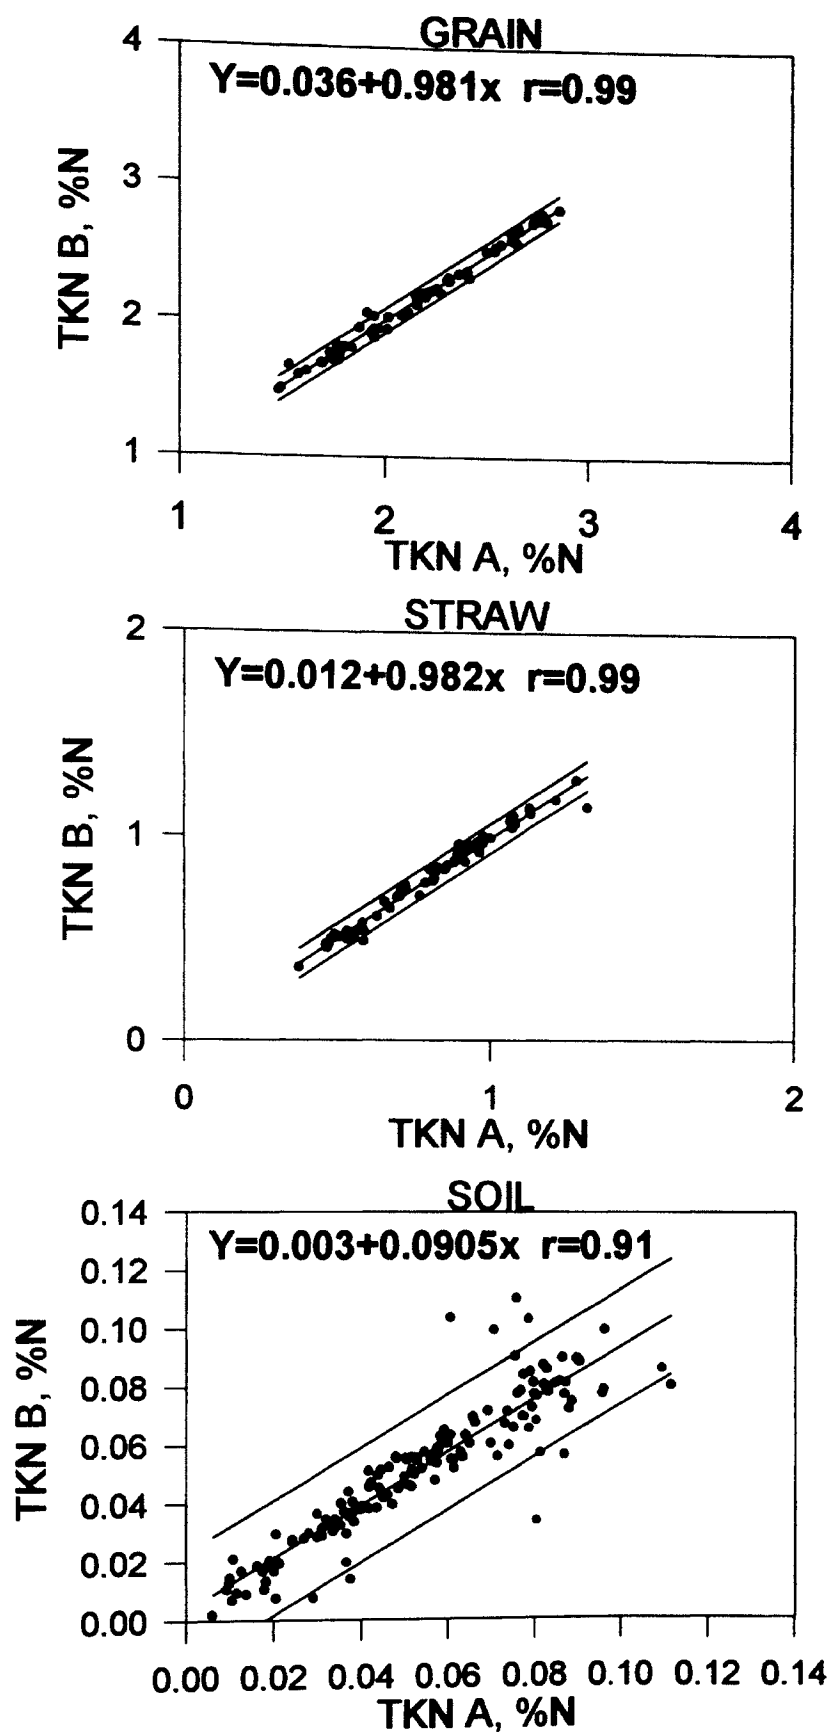 GRAIN
Y=0.036+0.981x r=0.99
4
3
2
1
TKN B, %N
1 2 3 4
TKN A, %N
STRAW
Y=0.012+0.982x r=0.99
2
1
0
TKN B, %N
0 1 2
TKN A, %N
SOIL
Y=0.003+0.0905x r=0.91
0.14
0.12
0.10
0.08
0.06
0.04
0.02
0.00
TKN B, %N
0.00 0.02 0.04 0.06 0.08 0.10 0.12 0.14
TKN A, %N